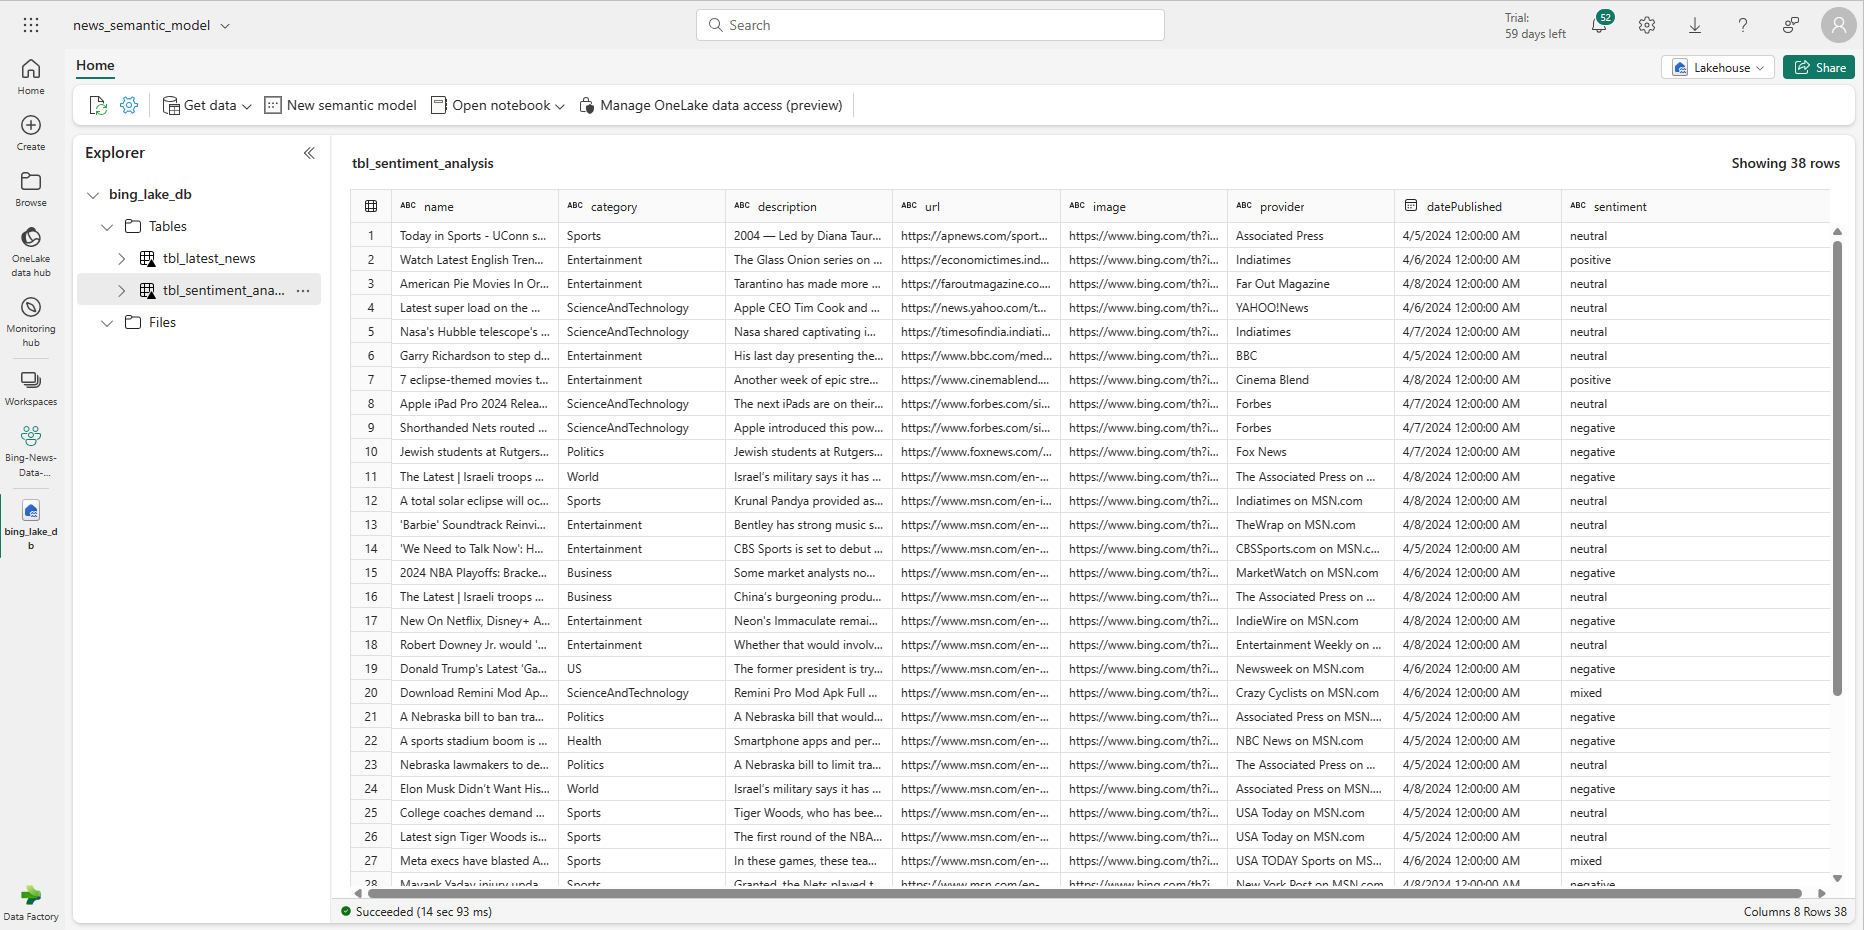 news_semantic_model
Search
Trial:
59 days left
52
Home
Lakehouse
Share
Get data
New semantic model
Open notebook
Manage OneLake data access (preview)
Home
Create
Browse
OneLake
data hub
Monitoring
hub
Workspaces
Bing-News-
Data-...
bing_lake_d
b
Data Factory
Explorer
bing_lake_db
Tables
tbl_latest_news
tbl_sentiment_ana... ...
Files
tbl_sentiment_analysis
Showing 38 rows
ABC name ABC category ABC description ABC url ABC image ABC provider datePublished ABC sentiment
1 Today in Sports - UConn s... Sports 2004 — Led by Diana Taur... https://apnews.com/sport... https://www.bing.com/th?i... Associated Press 4/5/2024 12:00:00 AM neutral
2 Watch Latest English Tren... Entertainment The Glass Onion series on ... https://economictimes.ind... https://www.bing.com/th?i... Indiatimes 4/6/2024 12:00:00 AM positive
3 American Pie Movies In Or... Entertainment Tarantino has made more ... https://faroutmagazine.co.... https://www.bing.com/th?i... Far Out Magazine 4/8/2024 12:00:00 AM neutral
4 Latest super load on the ... ScienceAndTechnology Apple CEO Tim Cook and ... https://news.yahoo.com/t... https://www.bing.com/th?i... YAHOO!News 4/6/2024 12:00:00 AM neutral
5 Nasa's Hubble telescope's ... ScienceAndTechnology Nasa shared captivating i... https://timesofindia.indiati... https://www.bing.com/th?i... Indiatimes 4/7/2024 12:00:00 AM neutral
6 Garry Richardson to step d... Entertainment His last day presenting the... https://www.bbc.com/med... https://www.bing.com/th?i... BBC 4/5/2024 12:00:00 AM neutral
7 7 eclipse-themed movies t... Entertainment Another week of epic stre... https://www.cinemablend.... https://www.bing.com/th?i... Cinema Blend 4/8/2024 12:00:00 AM positive
8 Apple iPad Pro 2024 Relea... ScienceAndTechnology The next iPads are on their... https://www.forbes.com/si... https://www.bing.com/th?i... Forbes 4/7/2024 12:00:00 AM neutral
9 Shorthanded Nets routed ... ScienceAndTechnology Apple introduced this pow... https://www.forbes.com/si... https://www.bing.com/th?i... Forbes 4/7/2024 12:00:00 AM negative
10 Jewish students at Rutgers... Politics Jewish students at Rutgers... https://www.foxnews.com/... https://www.bing.com/th?i... Fox News 4/7/2024 12:00:00 AM negative
11 The Latest | Israeli troops ... World Israel's military says it has ... https://www.msn.com/en-... https://www.bing.com/th?i... The Associated Press on ... 4/8/2024 12:00:00 AM negative
12 A total solar eclipse will oc... Sports Krunal Pandya provided as... https://www.msn.com/en-i... https://www.bing.com/th?i... Indiatimes on MSN.com 4/8/2024 12:00:00 AM neutral
13 'Barbie' Soundtrack Reinvi... Entertainment Bentley has strong music s... https://www.msn.com/en-... https://www.bing.com/th?i... TheWrap on MSN.com 4/8/2024 12:00:00 AM neutral
14 'We Need to Talk Now': H... Entertainment CBS Sports is set to debut ... https://www.msn.com/en-... https://www.bing.com/th?i... CBSSports.com on MSN.c... 4/5/2024 12:00:00 AM neutral
15 2024 NBA Playoffs: Bracke... Business Some market analysts no... https://www.msn.com/en-... https://www.bing.com/th?i... MarketWatch on MSN.com 4/6/2024 12:00:00 AM negative
16 The Latest | Israeli troops ... Business China's burgeoning produ... https://www.msn.com/en-... https://www.bing.com/th?i... The Associated Press on ... 4/8/2024 12:00:00 AM neutral
17 New On Netflix, Disney+ A... Entertainment Neon's Immaculate remai... https://www.msn.com/en-... https://www.bing.com/th?i... IndieWire on MSN.com 4/8/2024 12:00:00 AM negative
18 Robert Downey Jr. would '... Entertainment Whether that would involv... https://www.msn.com/en-... https://www.bing.com/th?i... Entertainment Weekly on ... 4/8/2024 12:00:00 AM neutral
19 Donald Trump's Latest 'Ga... US The former president is try... https://www.msn.com/en-... https://www.bing.com/th?i... Newsweek on MSN.com 4/6/2024 12:00:00 AM negative
20 Download Remini Mod Ap... ScienceAndTechnology Remini Pro Mod Apk Full ... https://www.msn.com/en-... https://www.bing.com/th?i... Crazy Cyclists on MSN.com 4/6/2024 12:00:00 AM mixed
21 A Nebraska bill to ban tra... Politics A Nebraska bill that would... https://www.msn.com/en-... https://www.bing.com/th?i... Associated Press on MSN.... 4/5/2024 12:00:00 AM negative
22 A sports stadium boom is ... Health Smartphone apps and per... https://www.msn.com/en-... https://www.bing.com/th?i... NBC News on MSN.com 4/5/2024 12:00:00 AM negative
23 Nebraska lawmakers to de... Politics A Nebraska bill to limit tra... https://www.msn.com/en-... https://www.bing.com/th?i... The Associated Press on ... 4/5/2024 12:00:00 AM neutral
24 Elon Musk Didn't Want His... World Israel's military says it has ... https://www.msn.com/en-... https://www.bing.com/th?i... Associated Press on MSN.... 4/8/2024 12:00:00 AM negative
25 College coaches demand ... Sports Tiger Woods, who has bee... https://www.msn.com/en-... https://www.bing.com/th?i... USA Today on MSN.com 4/5/2024 12:00:00 AM neutral
26 Latest sign Tiger Woods is... Sports The first round of the NBA... https://www.msn.com/en-... https://www.bing.com/th?i... USA Today on MSN.com 4/5/2024 12:00:00 AM neutral
27 Meta execs have blasted A... Sports In these games, these tea... https://www.msn.com/en-... https://www.bing.com/th?i... USA TODAY Sports on MS... 4/6/2024 12:00:00 AM mixed
28 Mayank Yadav injury upda... Sports Granted, the Nets played t... https://www.msn.com/en-... https://www.bing.com/th?i... New York Post on MSN.com 4/8/2024 12:00:00 AM negative
Succeeded (14 sec 93 ms)
Columns 8 Rows 38